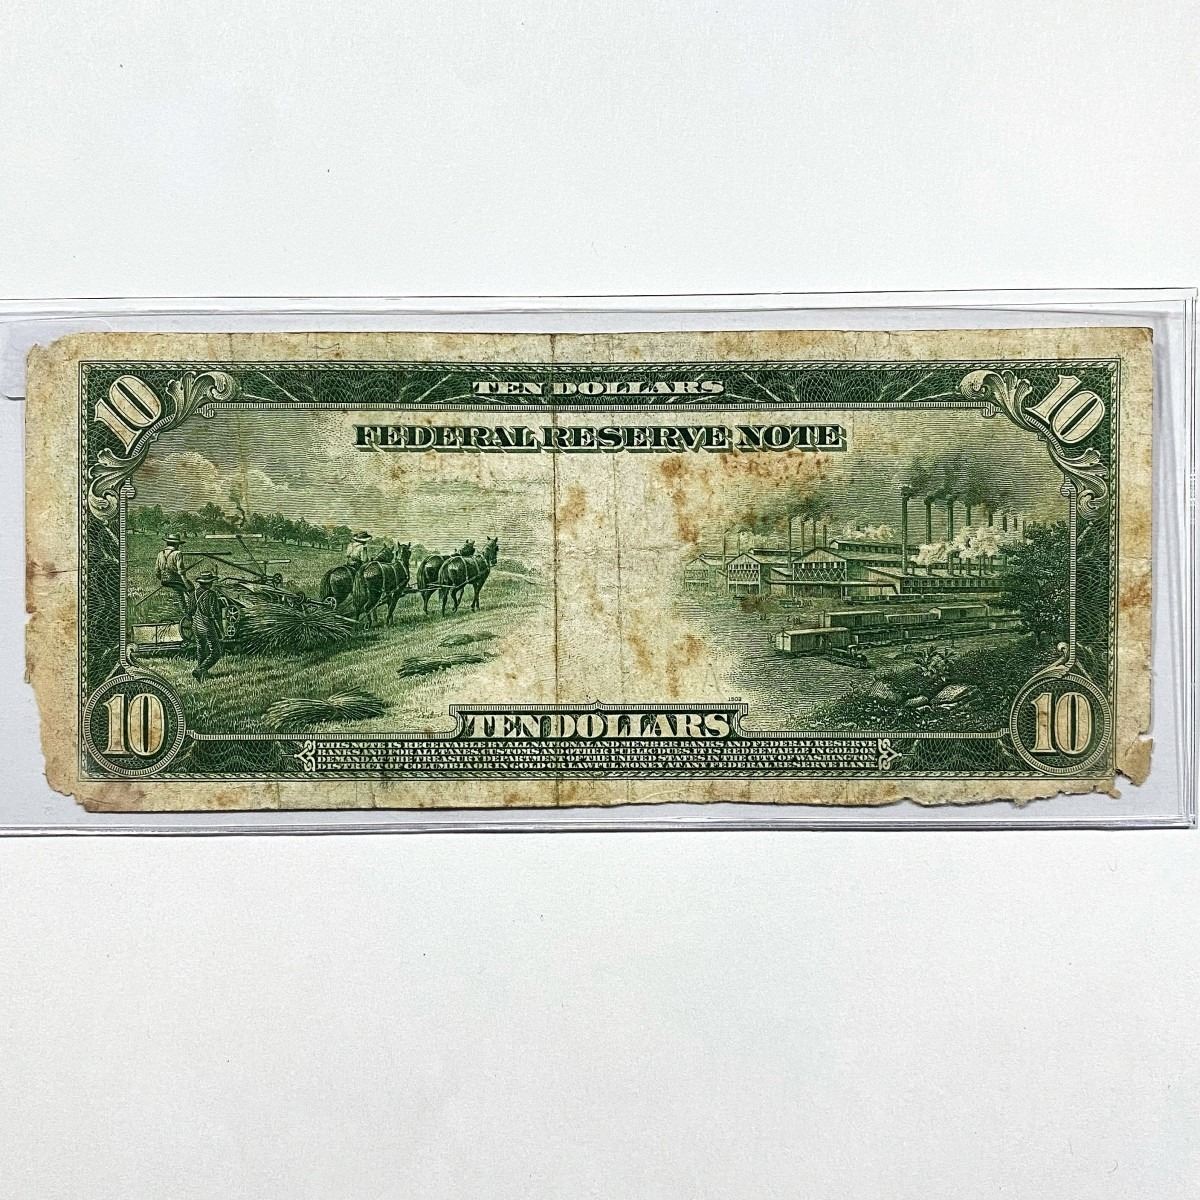 10
TEN DOLLARS
10
FEDERAL RESERVE NOTE
1502
10
TEN DOLLARS
10
THIS NOTE IS RECEIVABLE BY ALL NATIONAL AND MEMBER BANKS AND FEDERAL RESERVE
BANKS AND FOR ALL TAXES, CUSTOMS AND OTHER PUBLIC DUES. IT IS REDEEMABLE IN GOLD ON
DEMAND AT THE TREASURY DEPARTMENT OF THE UNITED STATES IN THE CITY OF WASHINGTON
DISTRICT OF COLUMBIA OR IN GOLD OR LAWFUL MONEY AT ANY FEDERAL RESERVE BANK.